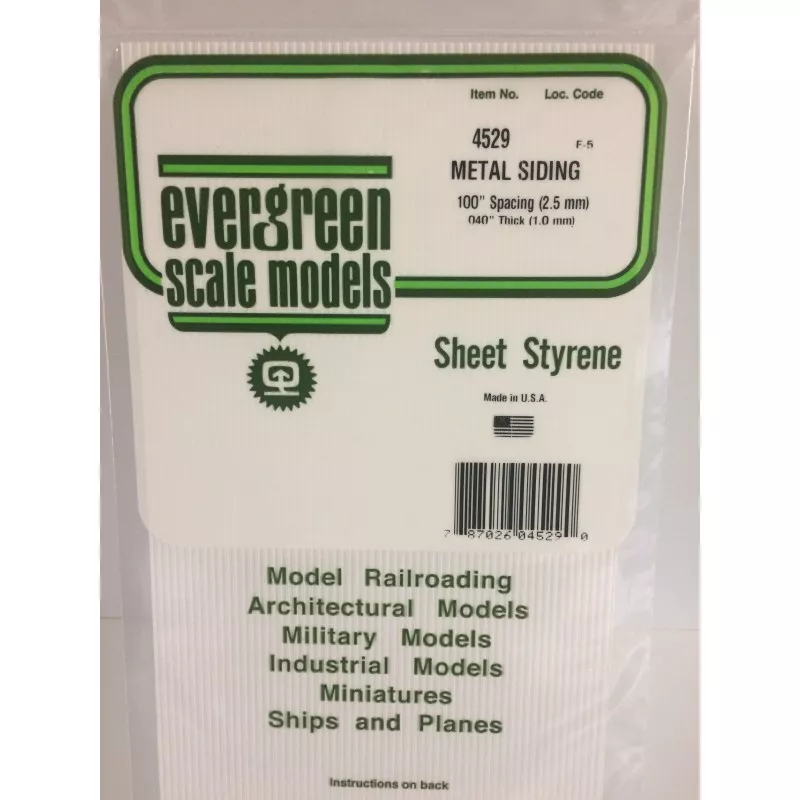 Item No. Loc. Code
4529 F-5
METAL SIDING
100" Spacing (2.5 mm)
040" Thick (1.0 mm)
evergreen
scale models
Sheet Styrene
Made in U.S.A.
7 87026 04529 0
Model Railroading
Architectural Models
Military Models
Industrial Models
Miniatures
Ships and Planes
Instructions on back